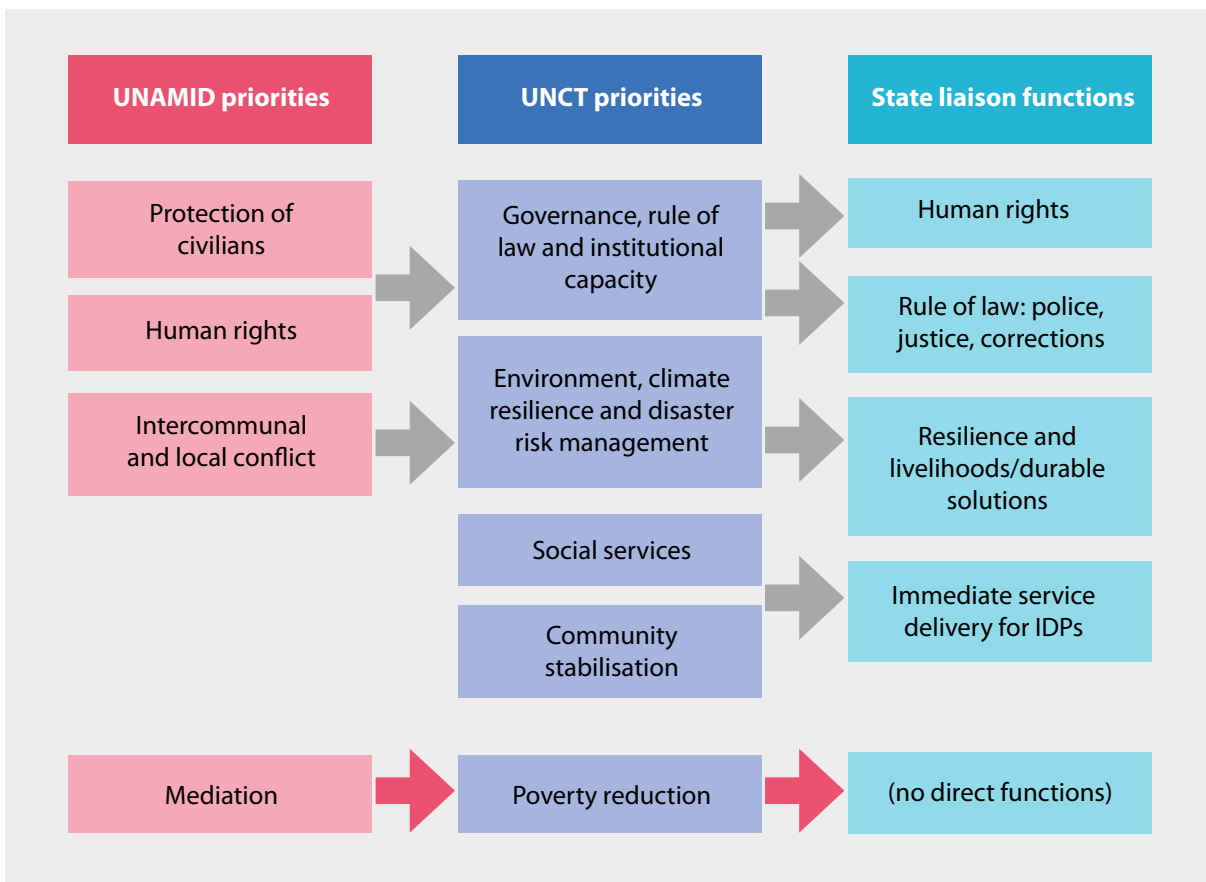 UNAMID priorities
UNCT priorities
State liaison functions
Protection of
civilians
Human rights
Intercommunal
and local conflict
Governance, rule of
law and institutional
capacity
Environment, climate
resilience and disaster
risk management
Social services
Community
stabilisation
Human rights
Rule of law: police,
justice, corrections
Resilience and
livelihoods/durable
solutions
Immediate service
delivery for IDPs
Mediation
Poverty reduction
(no direct functions)